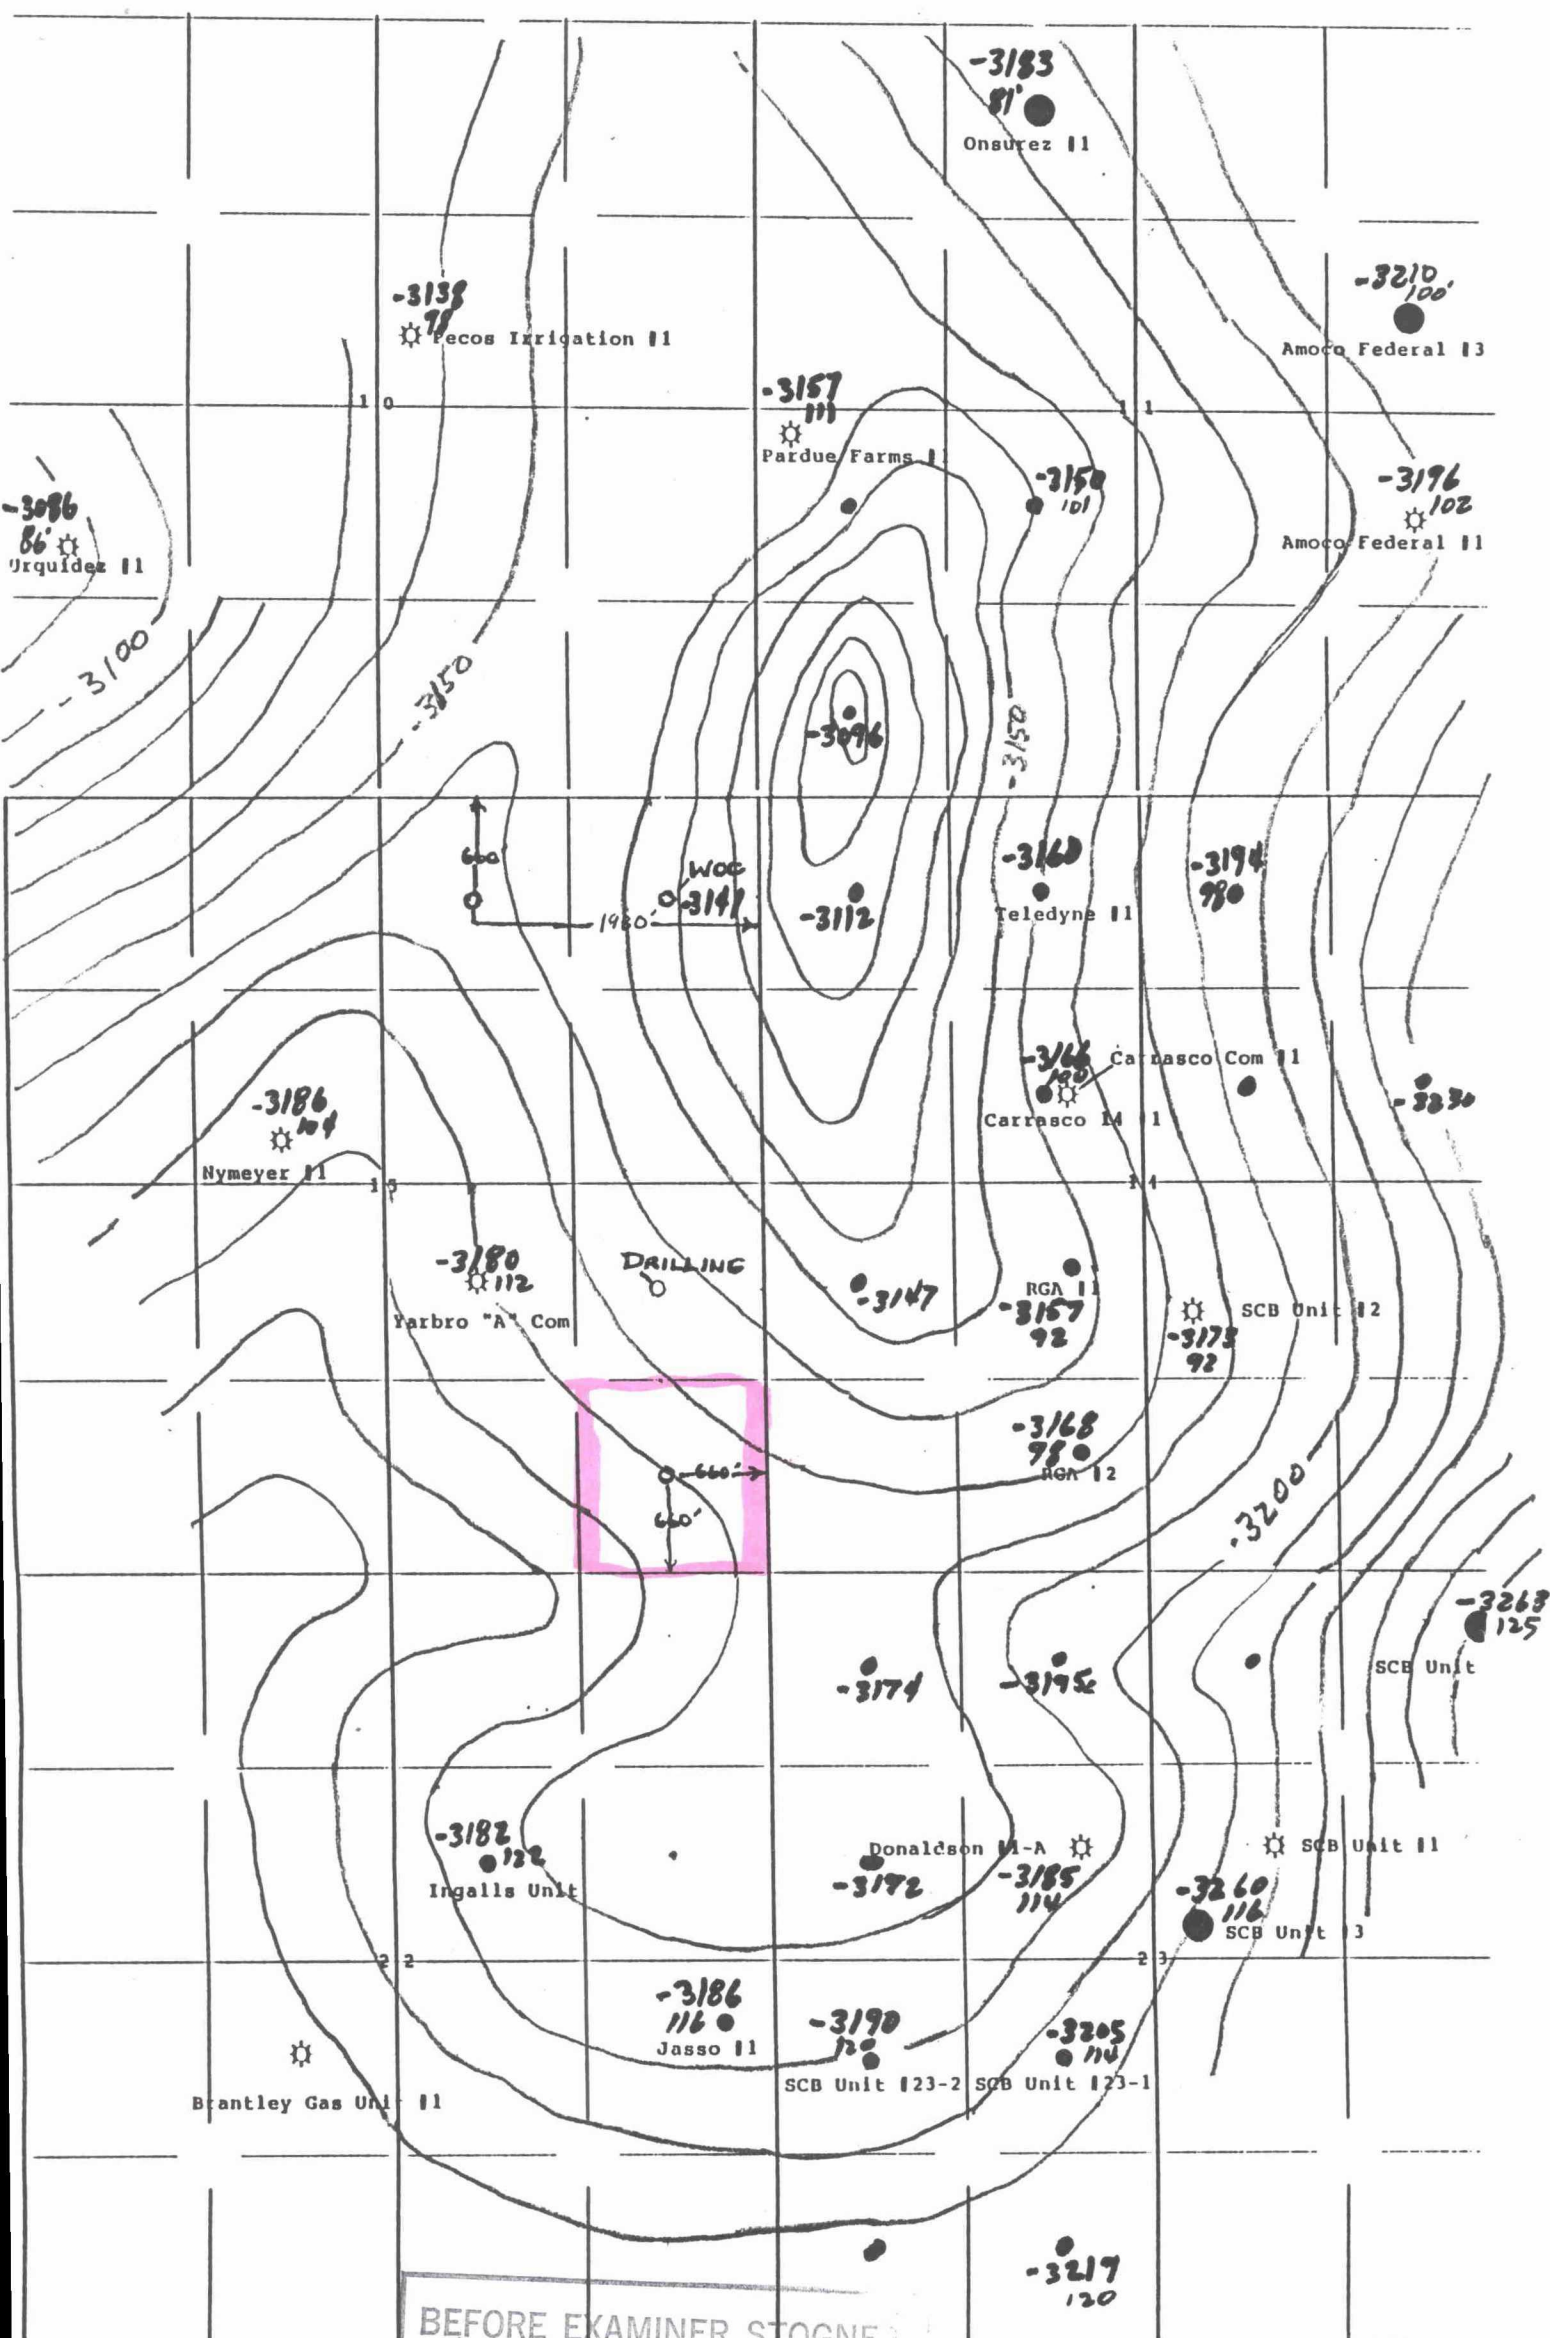 -3183
81'
Onsurez #1
-3138
98
Pecos Irrigation #1
-3210
100'
Amoco Federal #3
10
-3157
111
Pardue Farms #1
11
-3150
101
-3196
102
Amoco Federal #1
-3086
86'
Urquidez #1
-3100
-3150
-3150
-3096
660'
WOC
-3141
1980'
-3112
-3160
Teledyne #1
-3194
98
-3166
100
Carrasco Com #1
Carrasco 14 #1
-3230
-3186
104
Nymeyer #1
15
14
-3180
112
Yarbro "A" Com
DRILLING
-3147
RGA #1
-3157
92
SCB Unit #2
-3173
92
-3168
98
RGA #2
660'
660'
-3200
-3263
125
SCB Unit
-3174
-3195
-3182
122
Ingalls Unit
Donaldson #1-A
-3172
-3185
114
SCB Unit #1
-3260
116
SCB Unit #3
22
23
-3186
116
Jasso #1
-3190
120
SCB Unit #23-2
-3205
114
SCB Unit #23-1
Brantley Gas Unit #1
-3219
120
BEFORE EXAMINER STOGNE